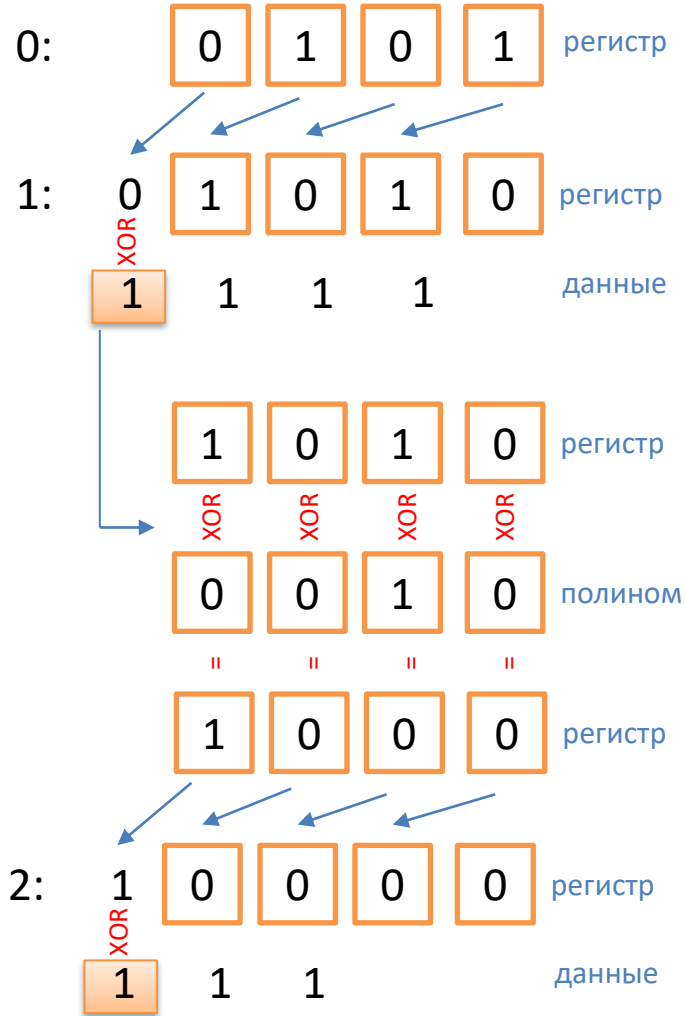 0: 0 1 0 1 регистр
1: 0 1 0 1 0 регистр
XOR
1 1 1 1 данные
1 0 1 0 регистр
XOR XOR XOR XOR
0 0 1 0 полином
= = = =
1 0 0 0 регистр
2: 1 0 0 0 0 регистр
XOR
1 1 1 данные